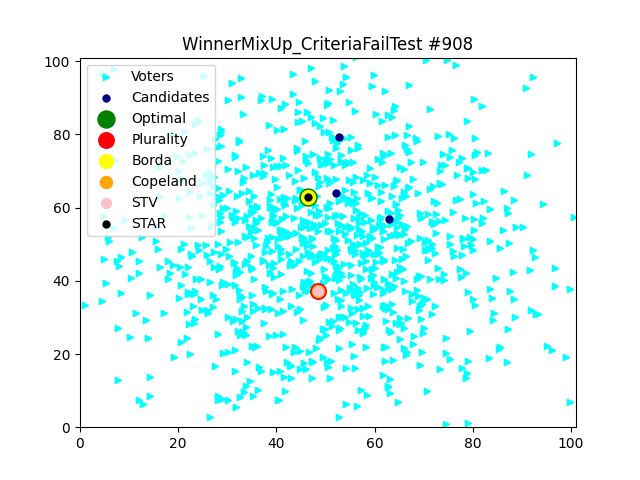 WinnerMixUp_CriteriaFailTest #908
100
80
60
40
20
0
0 20 40 60 80 100
Voters
Candidates
Optimal
Plurality
Borda
Copeland
STV
STAR